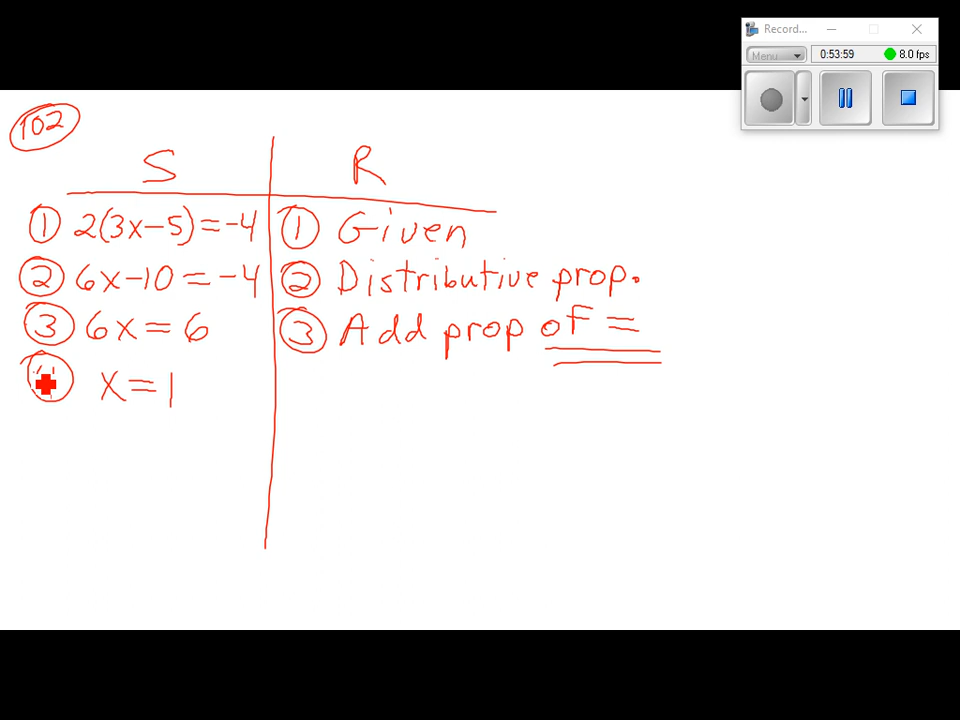 Record...
Menu
0:53:59
8.0 fps
102
S R
① 2(3x-5)=-4 ① Given
② 6x-10=-4 ② Distributive prop.
③ 6x=6 ③ Add prop of =
x=1